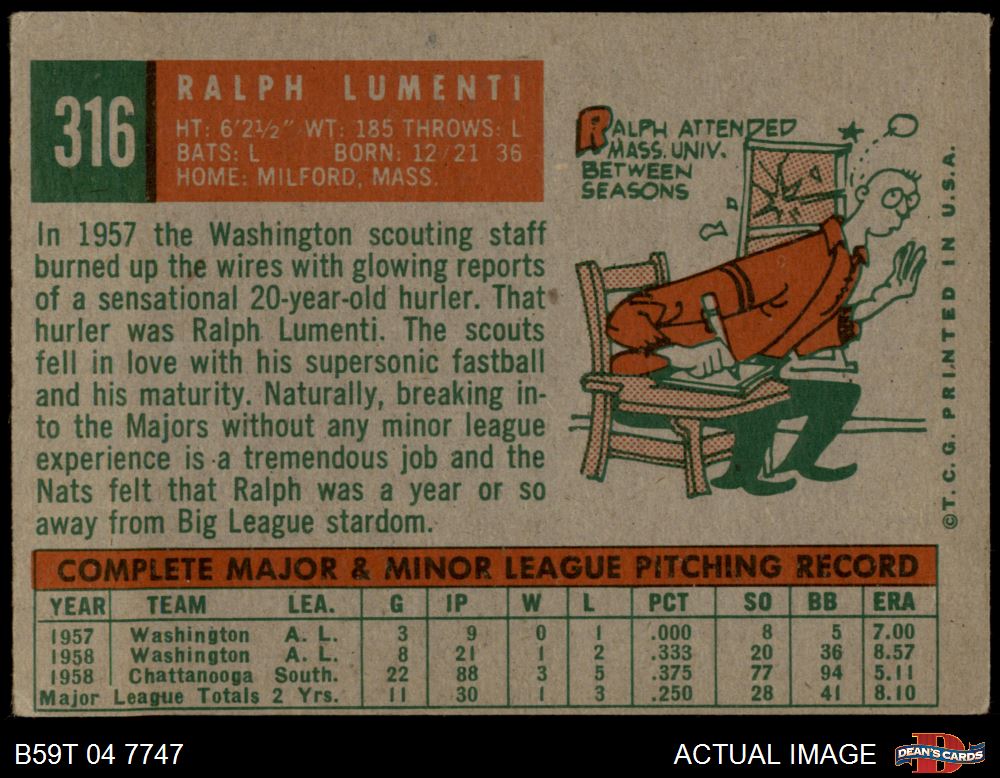 316
RALPH LUMENTI
HT: 6'2½" WT: 185 THROWS: L
BATS: L BORN: 12/21 36
HOME: MILFORD, MASS.
RALPH ATTENDED
MASS. UNIV.
BETWEEN
SEASONS
In 1957 the Washington scouting staff
burned up the wires with glowing reports
of a sensational 20-year-old hurler. That
hurler was Ralph Lumenti. The scouts
fell in love with his supersonic fastball
and his maturity. Naturally, breaking in-
to the Majors without any minor league
experience is a tremendous job and the
Nats felt that Ralph was a year or so
away from Big League stardom.
©T. C. G. PRINTED IN U.S.A.
COMPLETE MAJOR & MINOR LEAGUE PITCHING RECORD
YEAR TEAM LEA. G IP W L PCT SO BB ERA
1957 Washington A. L. 3 9 0 1 .000 8 5 7.00
1958 Washington A. L. 8 21 1 2 .333 20 36 8.57
1958 Chattanooga South. 22 88 3 5 .375 77 94 5.11
Major League Totals 2 Yrs. 11 30 1 3 .250 28 41 8.10
B59T 04 7747
ACTUAL IMAGE
DEAN'S CARDS